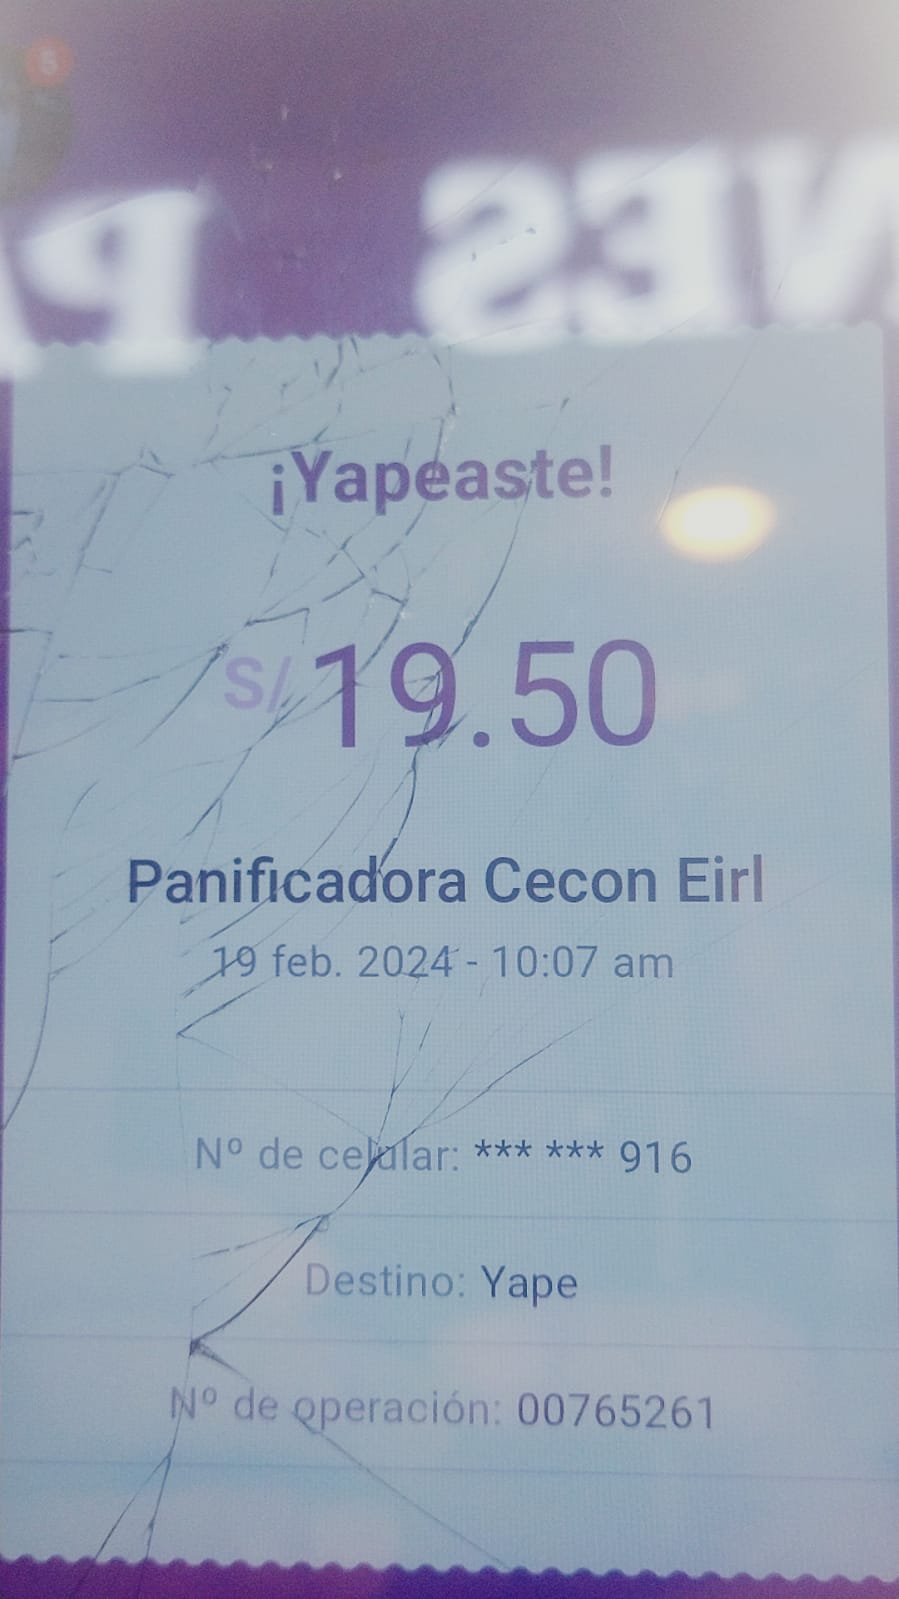 5
¡Yapeaste!
S/19.50
Panificadora Cecon Eirl
19 feb. 2024 - 10:07 am
Nº de celular: *** *** 916
Destino: Yape
Nº de operación: 00765261